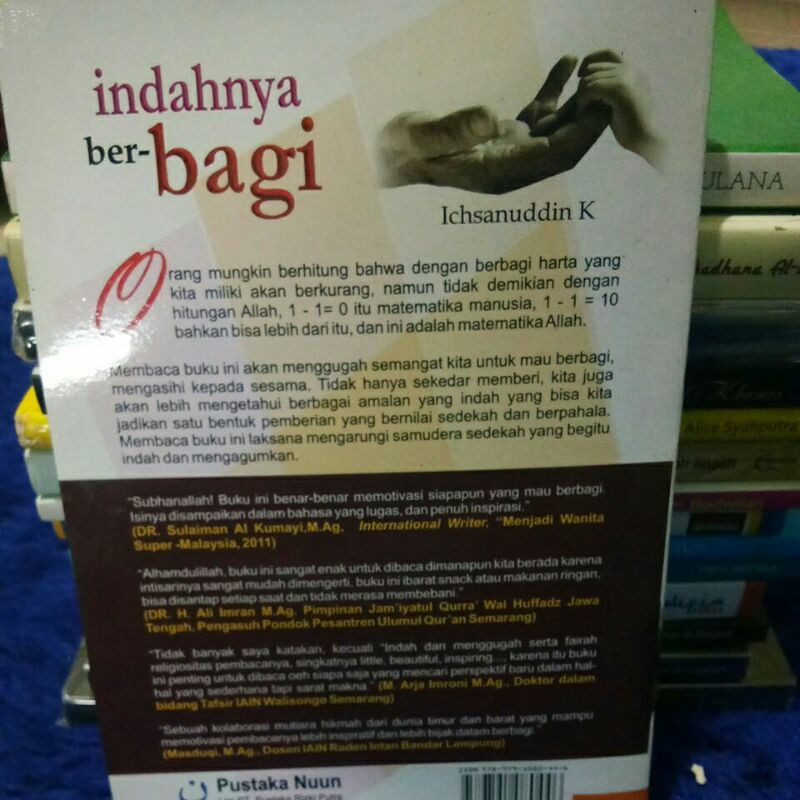 indahnya
ber-bagi
Ichsanuddin K
Orang mungkin berhitung bahwa dengan berbagi harta yang
kita miliki akan berkurang, namun tidak demikian dengan
hitungan Allah, 1 - 1= 0 itu matematika manusia, 1 - 1 = 10
bahkan bisa lebih dari itu, dan ini adalah matematika Allah.
Membaca buku ini akan menggugah semangat kita untuk mau berbagi,
mengasihi kepada sesama. Tidak hanya sekedar memberi, kita juga
akan lebih mengetahui berbagai amalan yang indah yang bisa kita
jadikan satu bentuk pemberian yang bernilai sedekah dan berpahala.
Membaca buku ini laksana mengarungi samudera sedekah yang begitu
indah dan mengagumkan.
"Subhanallah! Buku ini benar-benar memotivasi siapapun yang mau berbagi.
Isinya disampaikan dalam bahasa yang lugas, dan penuh inspirasi."
(DR. Sulaiman Al Kumayi,M.Ag, International Writer, "Menjadi Wanita
Super -Malaysia, 2011)
"Alhamdulillah, buku ini sangat enak untuk dibaca dimanapun kita berada karena
intisarinya sangat mudah dimengerti, buku ini ibarat snack atau makanan ringan,
bisa disantap setiap saat dan tidak merasa membebani."
(DR. H. Ali Imran M.Ag. Pimpinan Jam'iyatul Qurra' Wal Huffadz Jawa
Tengah, Pengasuh Pondok Pesantren Ulumul Qur'an Semarang)
"Tidak banyak saya katakan, kecuali "Indah dan menggugah serta fairah
religiositas pembacanya, singkatnya little, beautiful, inspiring..., karena itu buku
ini penting untuk dibaca oeh siapa saja yang mencari perspektif baru dalam hal-
hal yang sederhana tapi sarat makna." (M. Arja Imroni M.Ag., Doktor dalam
bidang Tafsir IAIN Walisongo Semarang)
"Sebuah kolaborasi mutiara hikmah dari dunia timur dan barat yang mampu
memotivasi pembacanya lebih inspiratif dan lebih bijak dalam berbagi."
(Masduqi, M.Ag., Dosen IAIN Raden Intan Bandar Lampung)
Pustaka Nuun
ULANA
Khamis
Alice Syahputra